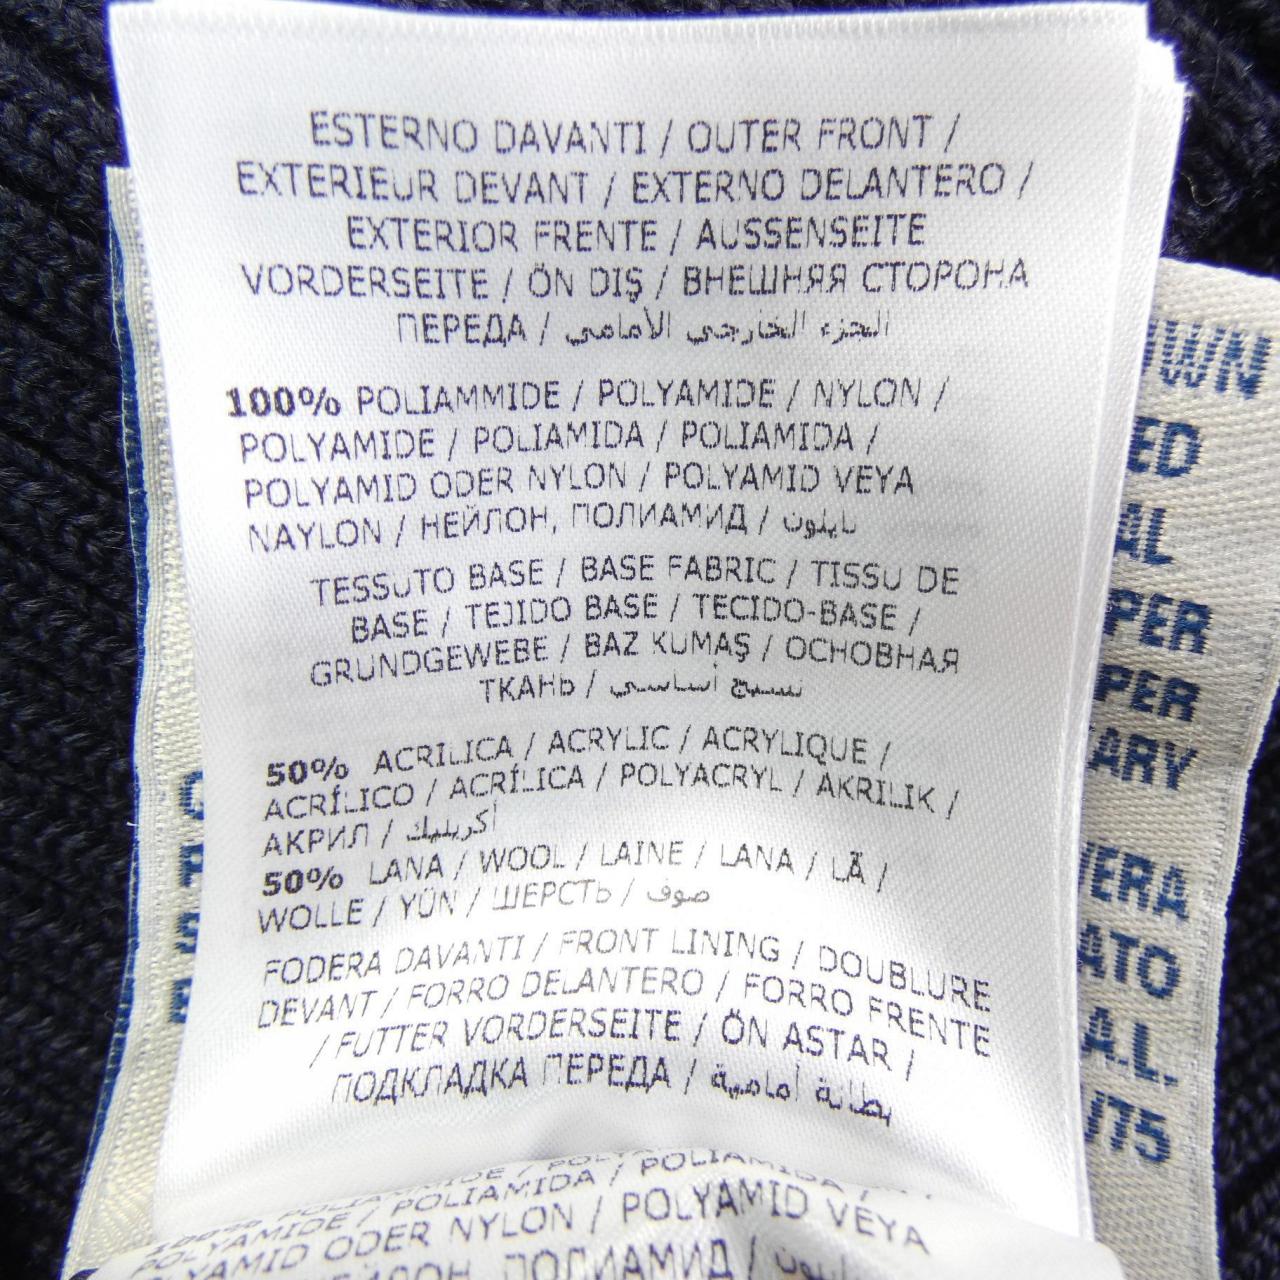 ESTERNO DAVANTI / OUTER FRONT /
EXTERIEUR DEVANT / EXTERNO DELANTERO /
EXTERIOR FRENTE / AUSSENSEITE
VORDERSEITE / ÖN DIŞ / ВНЕШНЯЯ СТОРОНА
ПЕРЕДА / الجزء الخارجي الأمامي
100% POLIAMMIDE / POLYAMIDE / NYLON /
POLYAMIDE / POLIAMIDA / POLIAMIDA /
POLYAMID ODER NYLON / POLYAMID VEYA
NAYLON / НЕЙЛОН, ПОЛИАМИД / نايلون
TESSUTO BASE / BASE FABRIC / TISSU DE
BASE / TEJIDO BASE / TECIDO-BASE /
GRUNDGEWEBE / BAZ KUMAŞ / ОСНОВНАЯ
ТКАНЬ / نسيج أساسي
50% ACRILICA / ACRYLIC / ACRYLIQUE /
ACRÍLICO / ACRÍLICA / POLYACRYL / AKRILIK /
АКРИЛ / أكريليك
50% LANA / WOOL / LAINE / LANA / LÃ /
WOLLE / YÜN / ШЕРСТЬ / صوف
FODERA DAVANTI / FRONT LINING / DOUBLURE
DEVANT / FORRO DELANTERO / FORRO FRENTE
/ FUTTER VORDERSEITE / ÖN ASTAR /
ПОДКЛАДКА ПЕРЕДА / بطانة أمامية
POLYAMIDE / POLIAMIDA / POLIAMIDA
POLYAMID ODER NYLON / POLYAMID VEYA
НЕЙЛОН ПОЛИАМИД
ED
AL
PER
PER
ARY
VERA
ATO
A.L.
/75